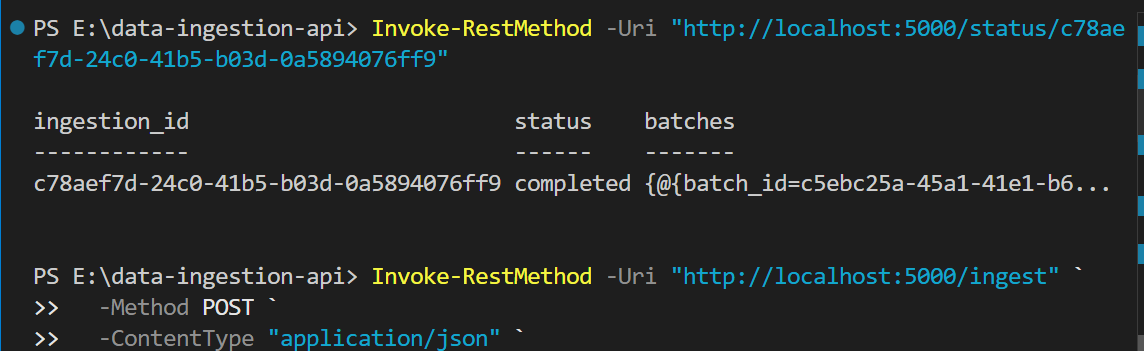 PS E:\data-ingestion-api> Invoke-RestMethod -Uri "http://localhost:5000/status/c78ae
f7d-24c0-41b5-b03d-0a5894076ff9"
ingestion_id                         status    batches
------------                         ------    -------
c78aef7d-24c0-41b5-b03d-0a5894076ff9 completed {@{batch_id=c5ebc25a-45a1-41e1-b6...
PS E:\data-ingestion-api> Invoke-RestMethod -Uri "http://localhost:5000/ingest" `
>>   -Method POST `
>>   -ContentType "application/json" `